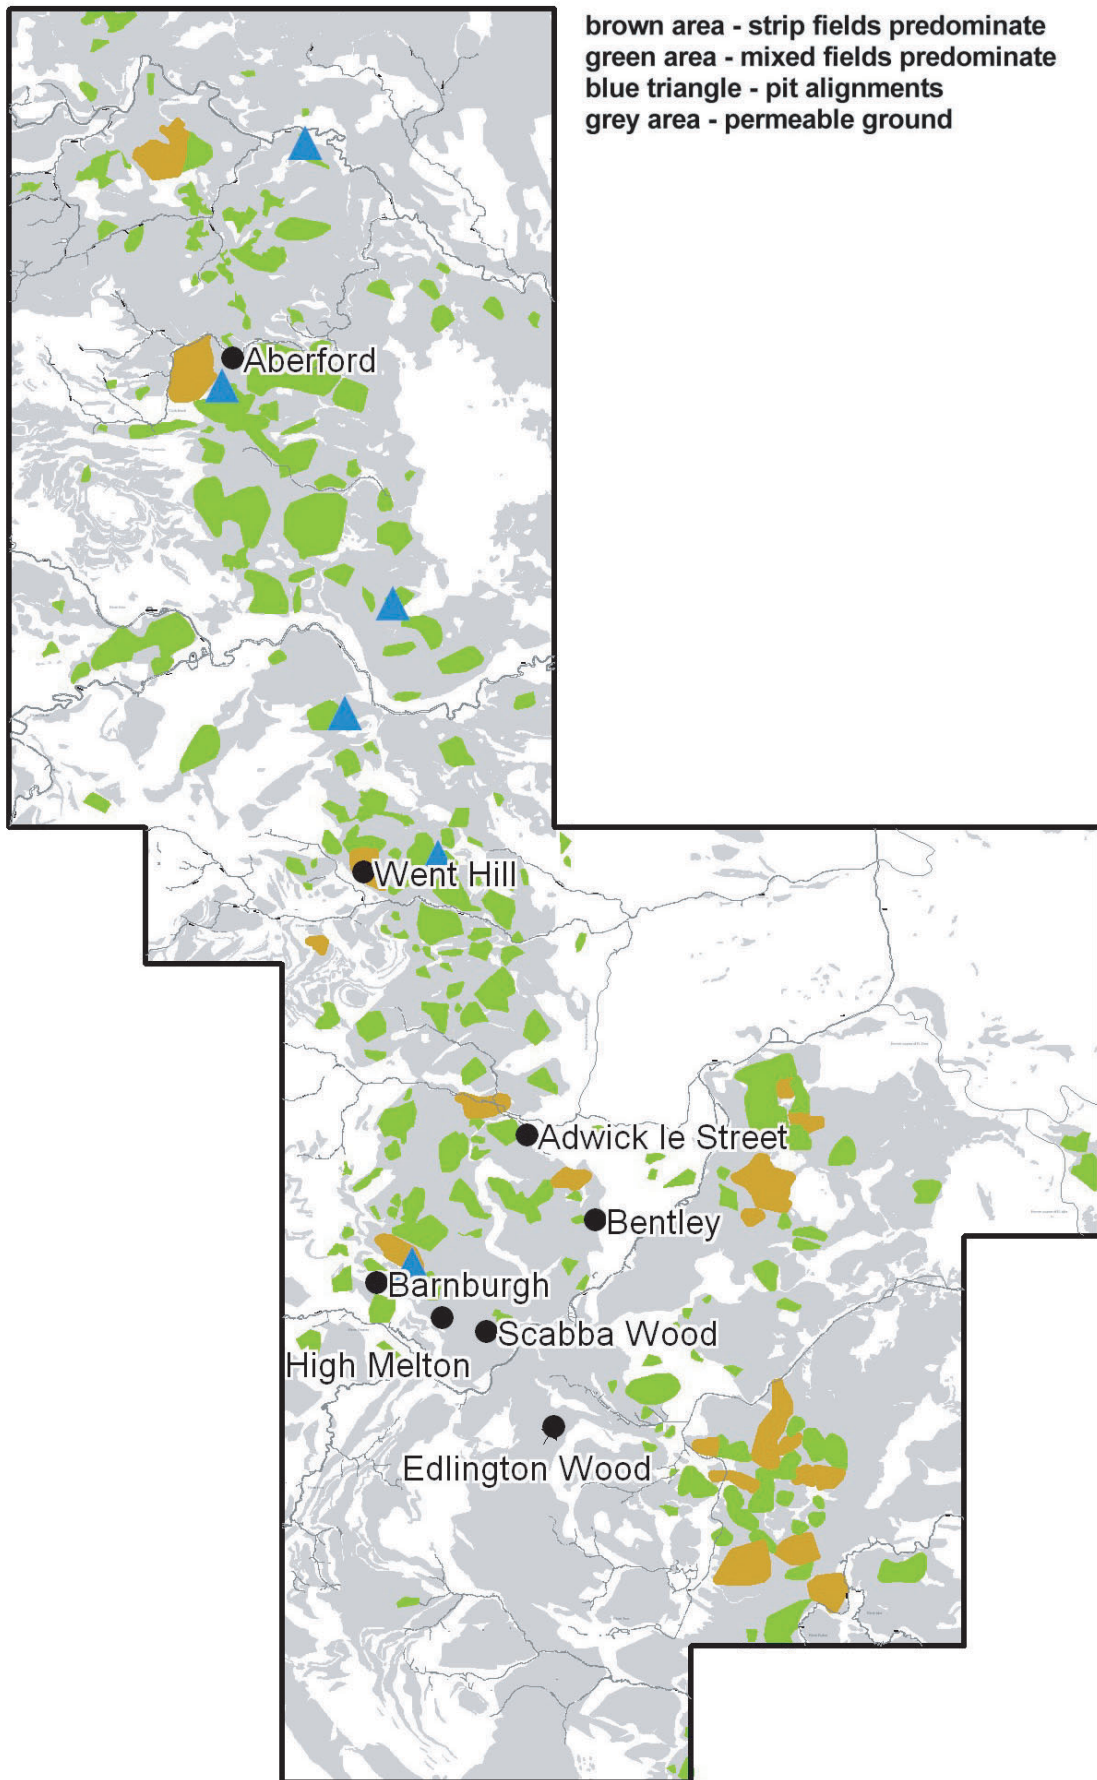 brown area - strip fields predominate
green area - mixed fields predominate
blue triangle - pit alignments
grey area - permeable ground
Aberford
Went Hill
Adwick le Street
Bentley
Barnburgh
Scabba Wood
High Melton
Edlington Wood